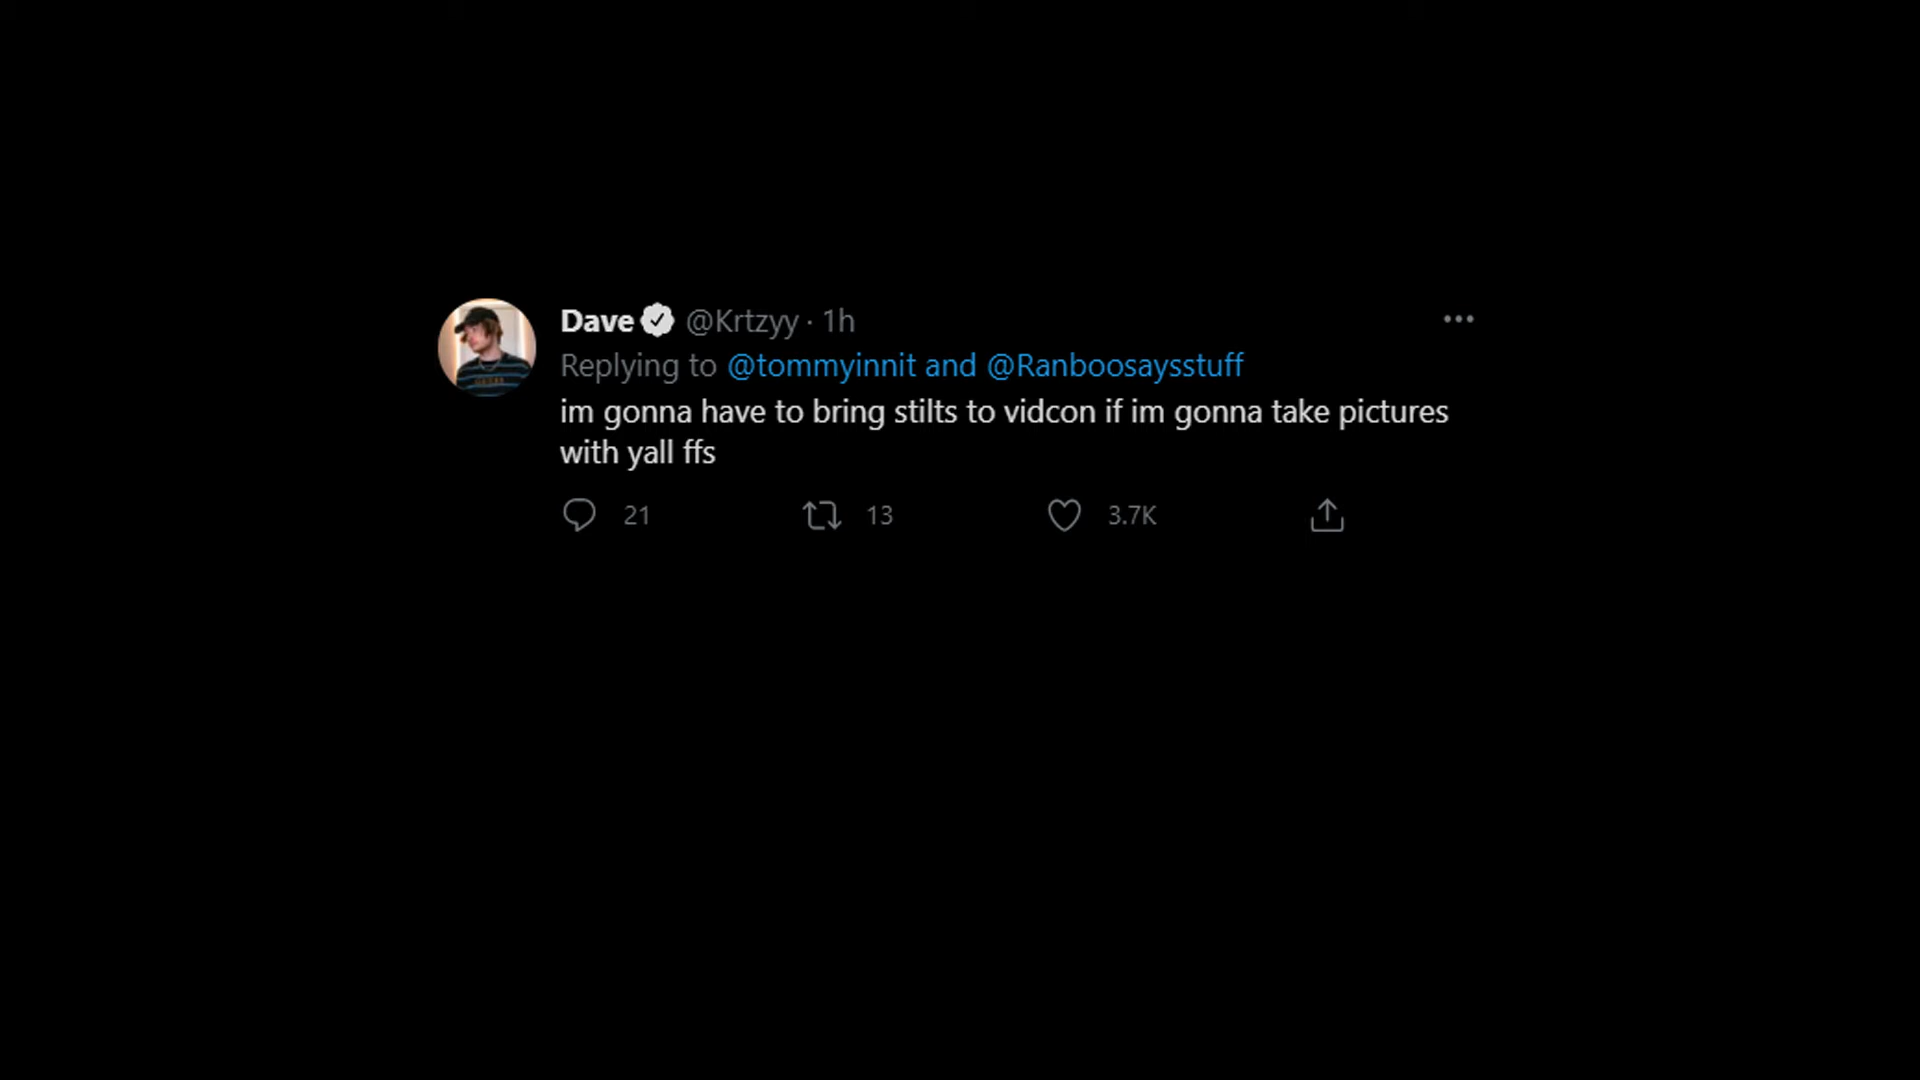 Dave @Krtzyy · 1h
Replying to @tommyinnit and @Ranboosaysstuff
im gonna have to bring stilts to vidcon if im gonna take pictures
with yall ffs
21 13 3.7K